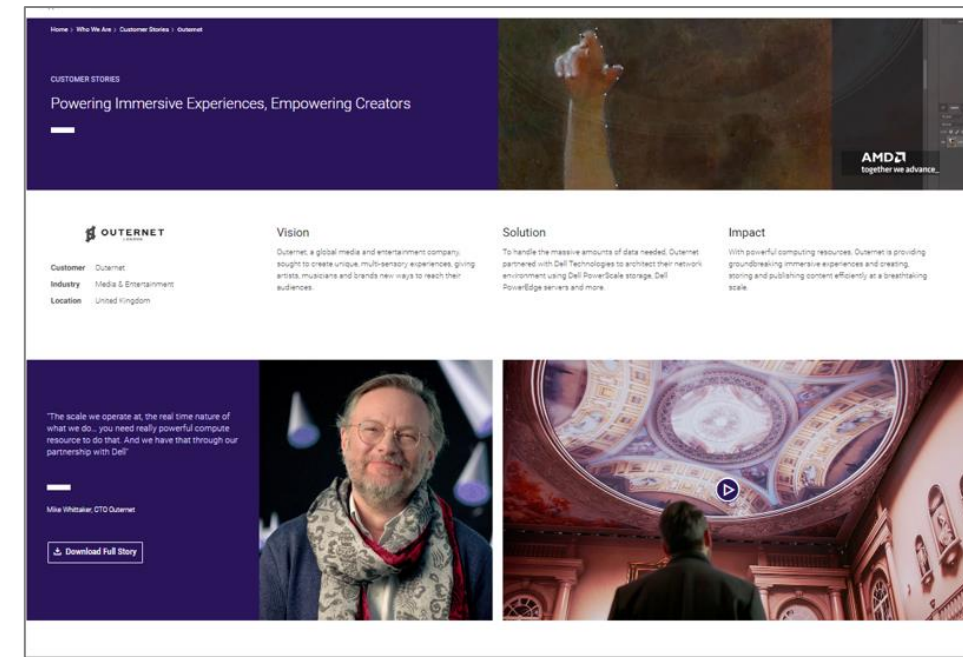 Home > Who We Are > Customer Stories > Outernet
CUSTOMER STORIES
Powering Immersive Experiences, Empowering Creators
AMD
together we advance_
OUTERNET
LONDON
Customer Outernet
Industry Media & Entertainment
Location United Kingdom
Vision
Outernet, a global media and entertainment company,
sought to create unique, multi-sensory experiences, giving
artists, musicians and brands new ways to reach their
audiences.
Solution
To handle the massive amounts of data needed, Outernet
partnered with Dell Technologies to architect their network
environment using Dell PowerScale storage, Dell
PowerEdge servers and more.
Impact
With powerful computing resources, Outernet is providing
groundbreaking immersive experiences and creating,
storing and publishing content efficiently at a breathtaking
scale.
"The scale we operate at, the real time nature of
what we do... you need really powerful compute
resource to do that. And we have that through our
partnership with Dell"
Mike Whittaker, CTO Outernet
Download Full Story